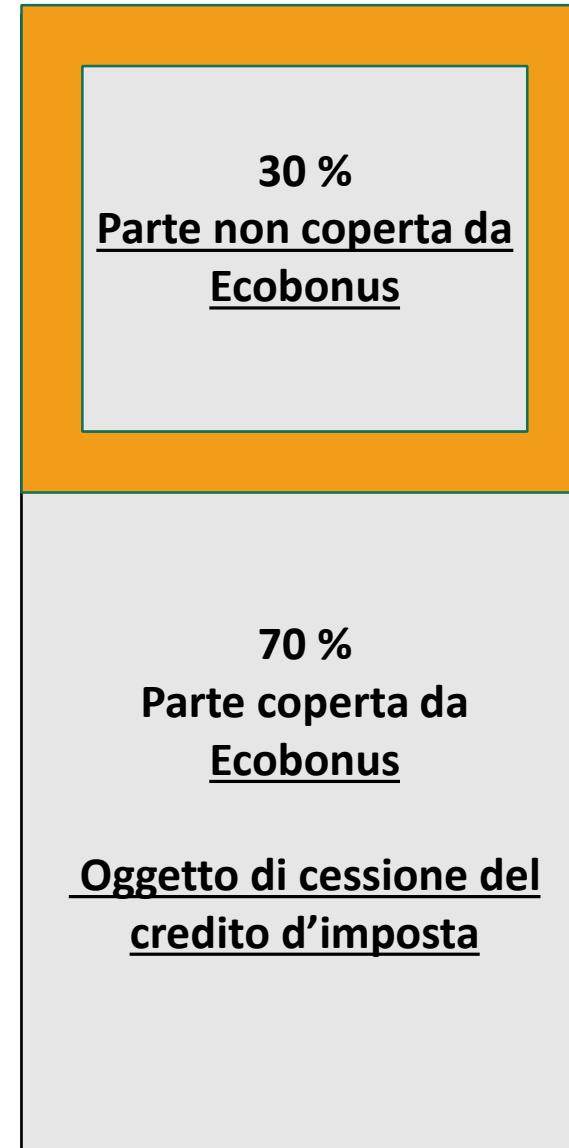 30 %
Parte non coperta da
Ecobonus
70 %
Parte coperta da
Ecobonus
Oggetto di cessione del
credito d’imposta